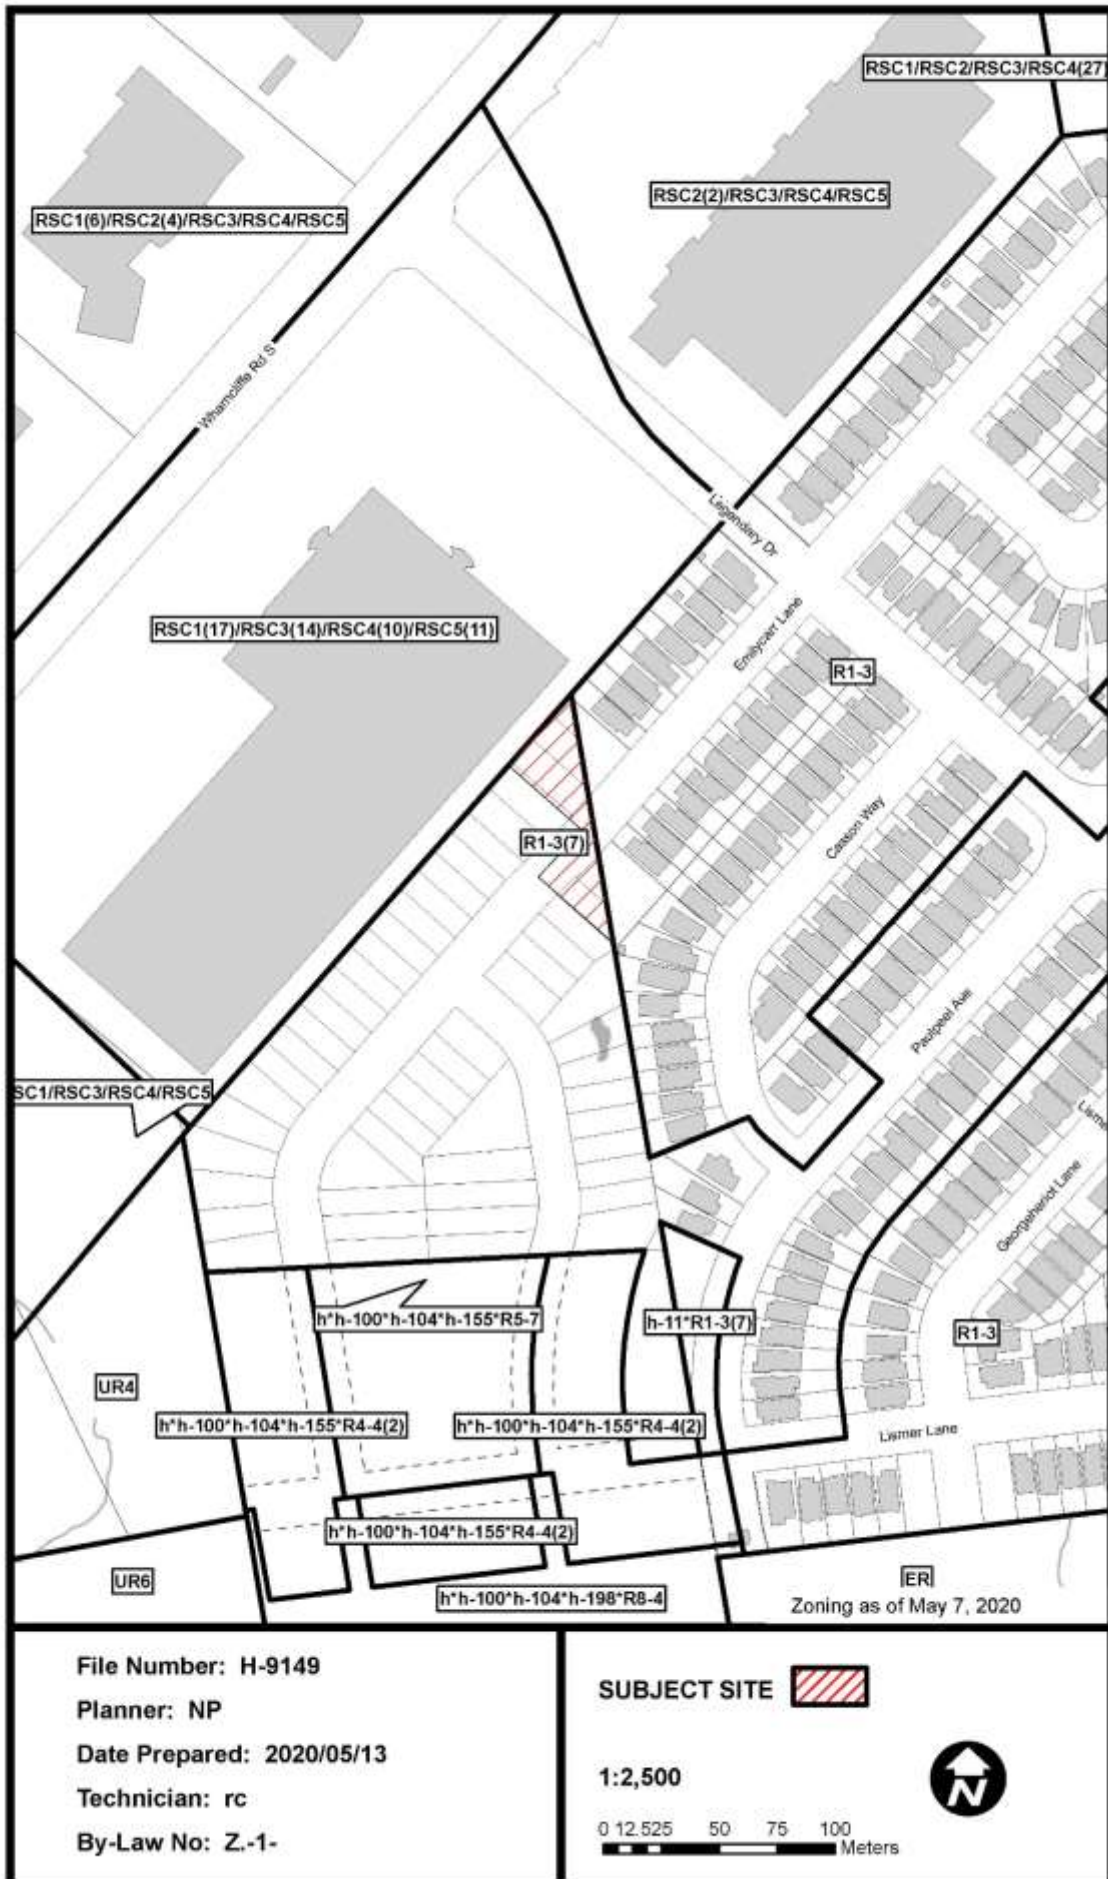 RSC1/RSC2/RSC3/RSC4(27)
RSC2(2)/RSC3/RSC4/RSC5
RSC1(6)/RSC2(4)/RSC3/RSC4/RSC5
Wharncliffe Rd S
Legendary Dr
RSC1(17)/RSC3(14)/RSC4(10)/RSC5(11)
Emilycarr Lane
R1-3
R1-3(7)
Casson Way
Paulpeel Ave
SC1/RSC3/RSC4/RSC5
Lisme
Georgeheriot Lane
h*h-100*h-104*h-155*R5-7
h-11*R1-3(7)
R1-3
UR4
h*h-100*h-104*h-155*R4-4(2)
h*h-100*h-104*h-155*R4-4(2)
Lismer Lane
h*h-100*h-104*h-155*R4-4(2)
UR6
ER
h*h-100*h-104*h-198*R8-4
Zoning as of May 7, 2020
File Number: H-9149
Planner: NP
Date Prepared: 2020/05/13
Technician: rc
By-Law No: Z.-1-
SUBJECT SITE
1:2,500
N
0 12.525 50 75 100
Meters